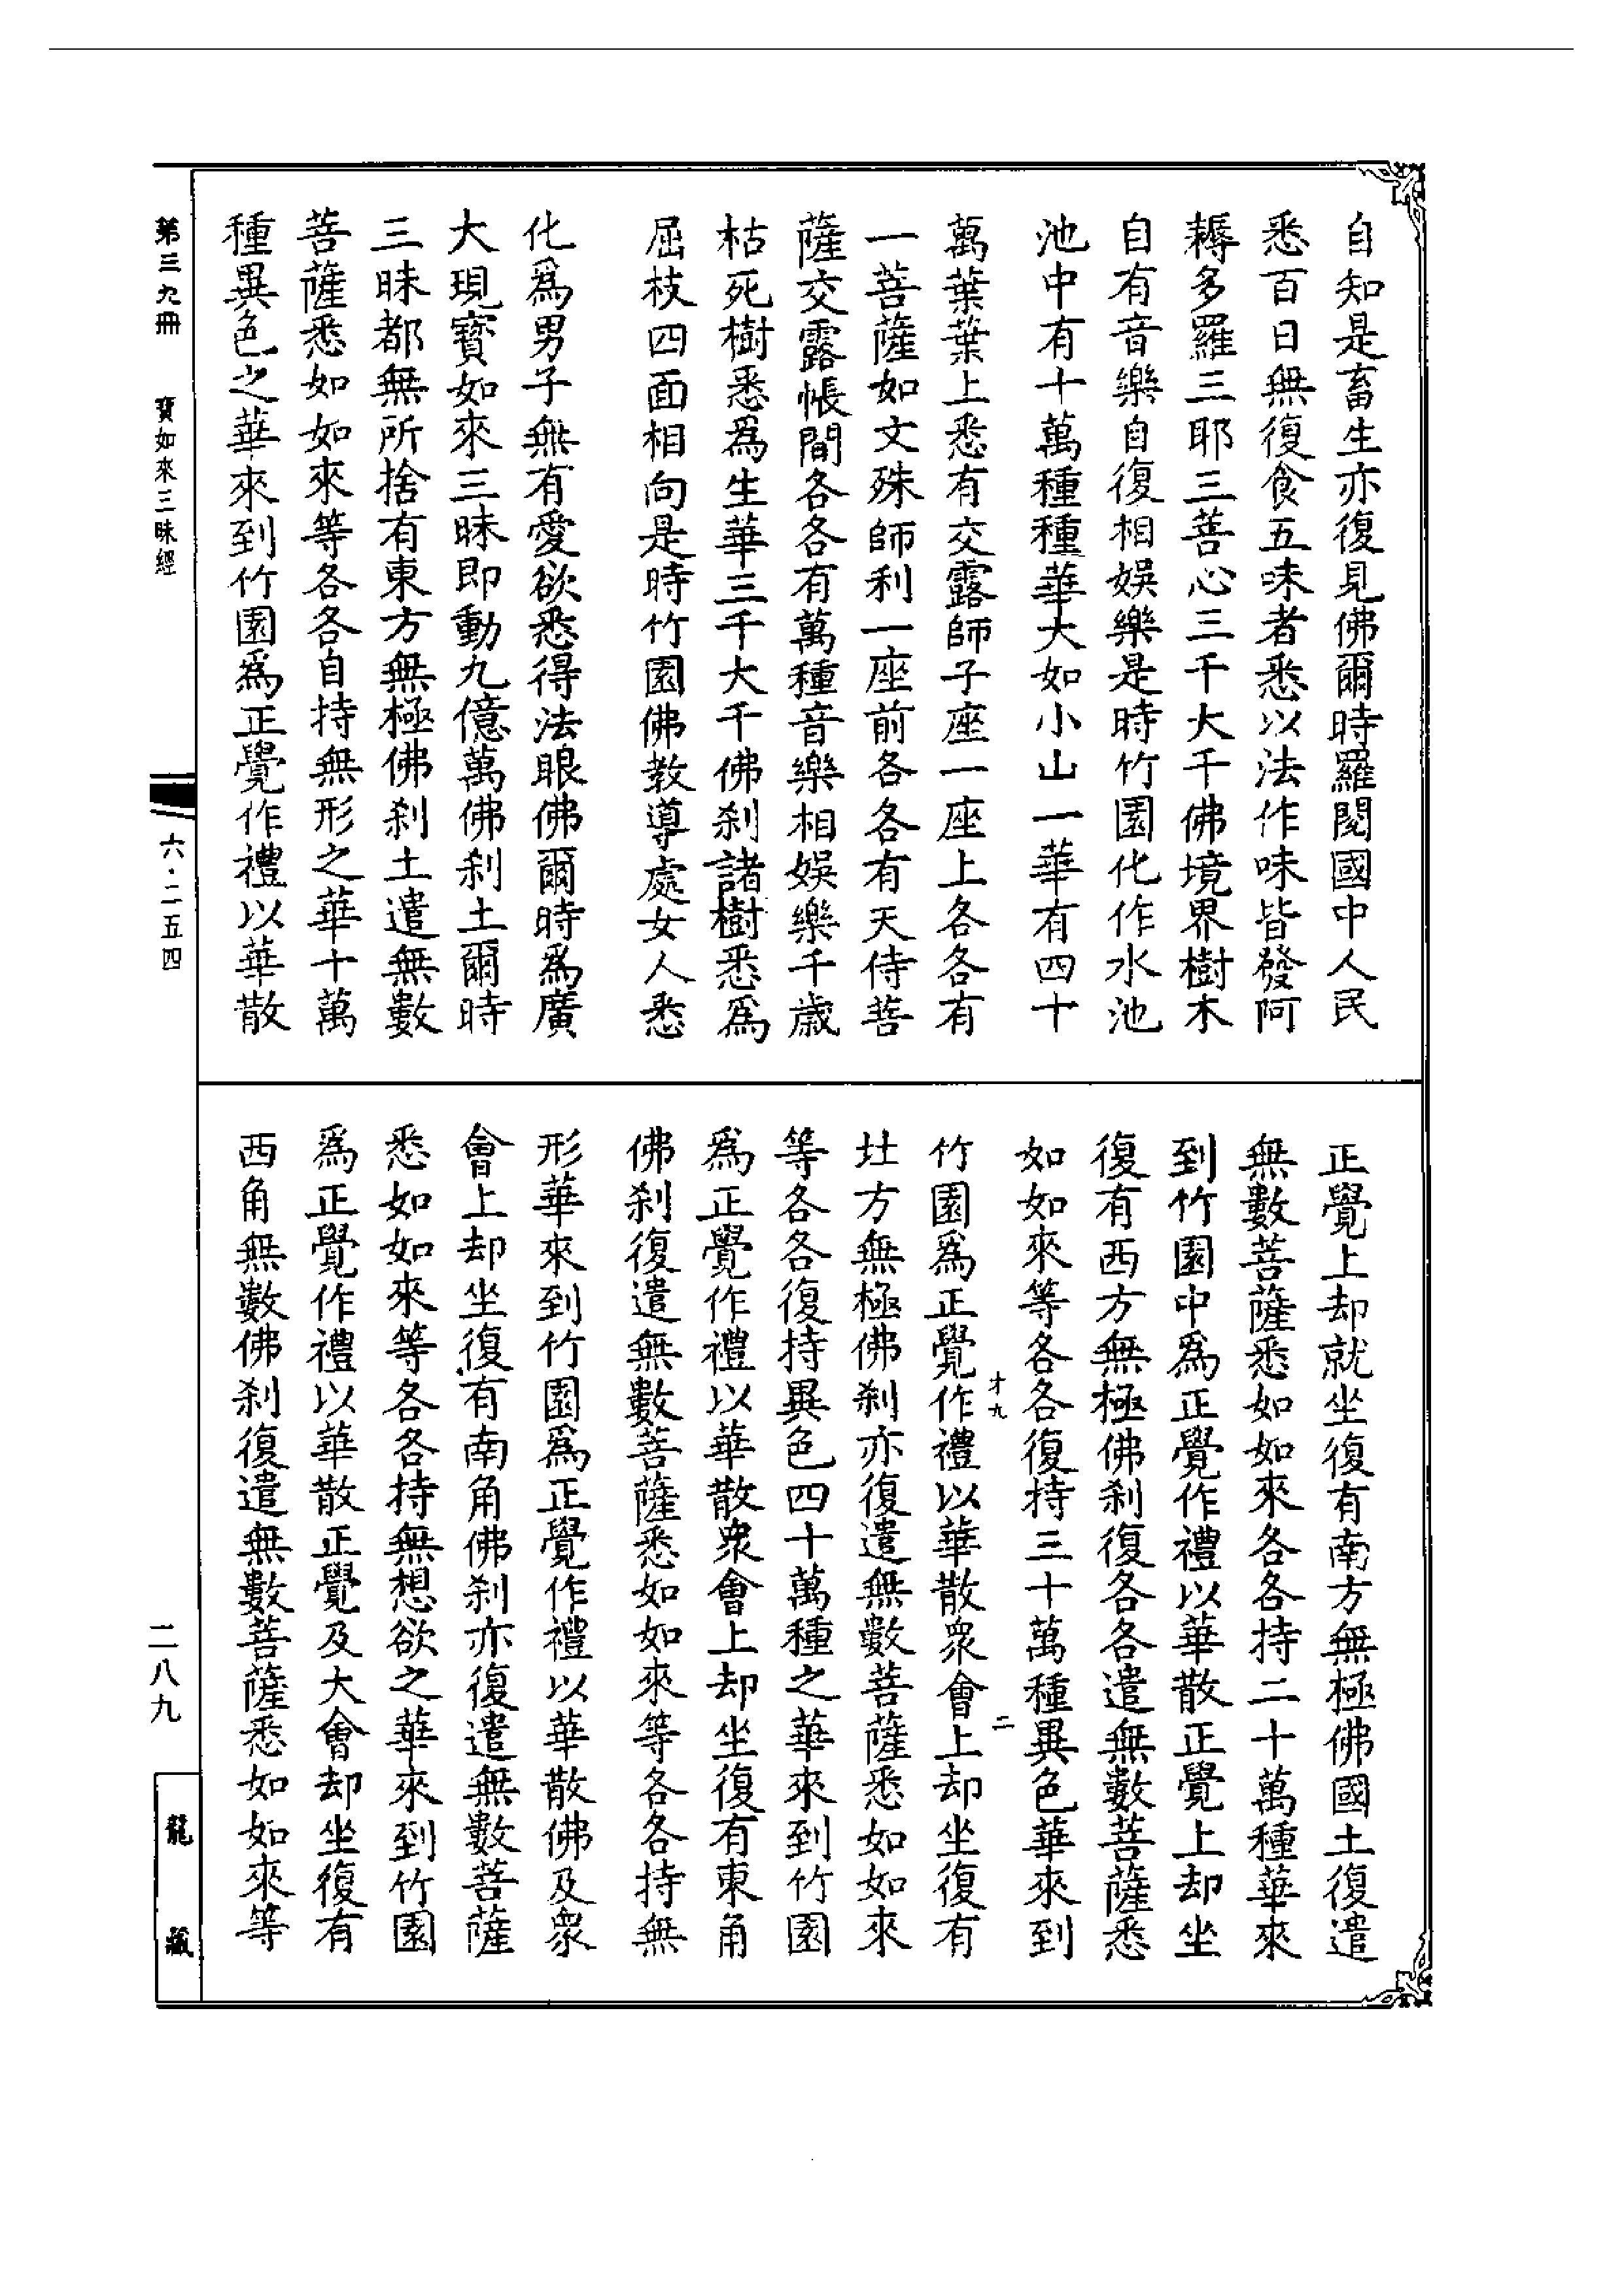 自知是畜生亦復見佛爾時羅閱國中人民
悉百日無復食五味者悉以法作味皆發阿
耨多羅三耶三菩心三千大千佛境界樹木
自有音樂自復相娛樂是時竹園化作水池
池中有十萬種種華大如小山一華有四十
萬葉葉上悉有交露師子座一座上各各有
一菩薩如文殊師利一座前各各有天侍菩
薩交露帳間各各有萬種音樂相娛樂千歲
枯死樹悉爲生華三千大千佛刹諸樹悉爲
屈枝四面相向是時竹園佛教導處女人悉
化爲男子無有愛欲悉得法眼佛爾時爲廣
大現寳如來三昧即動九億萬佛刹土爾時
三昧都無所捨有東方無極佛刹土遣無數
菩薩悉如如來等各各自持無形之華十萬
種異色之華來到竹園爲正覺作禮以華散
正覺上却就坐復有南方無極佛國土復遣
無數菩薩悉如如來各各持二十萬種華來
到竹園中爲正覺作禮以華散正覺上却坐
復有西方無極佛刹復各各遣無數菩薩悉
如如來等各各復持三十萬種異色華來到
竹園爲正覺作禮以華散衆會上却坐復有
才九 二
北方無極佛刹亦復遣無數菩薩悉如如來
等各各復持異色四十萬種之華來到竹園
爲正覺作禮以華散衆會上却坐復有東角
佛刹復遣無數菩薩悉如如來等各各持無
形華來到竹園爲正覺作禮以華散佛及衆
會上却坐復有南角佛刹亦復遣無數菩薩
悉如如來等各各持無想欲之華來到竹園
爲正覺作禮以華散正覺及大會却坐復有
西角無數佛刹復遣無數菩薩悉如如來等
第三九冊 寶如來三昧經
六·二五四
二八九
龍藏